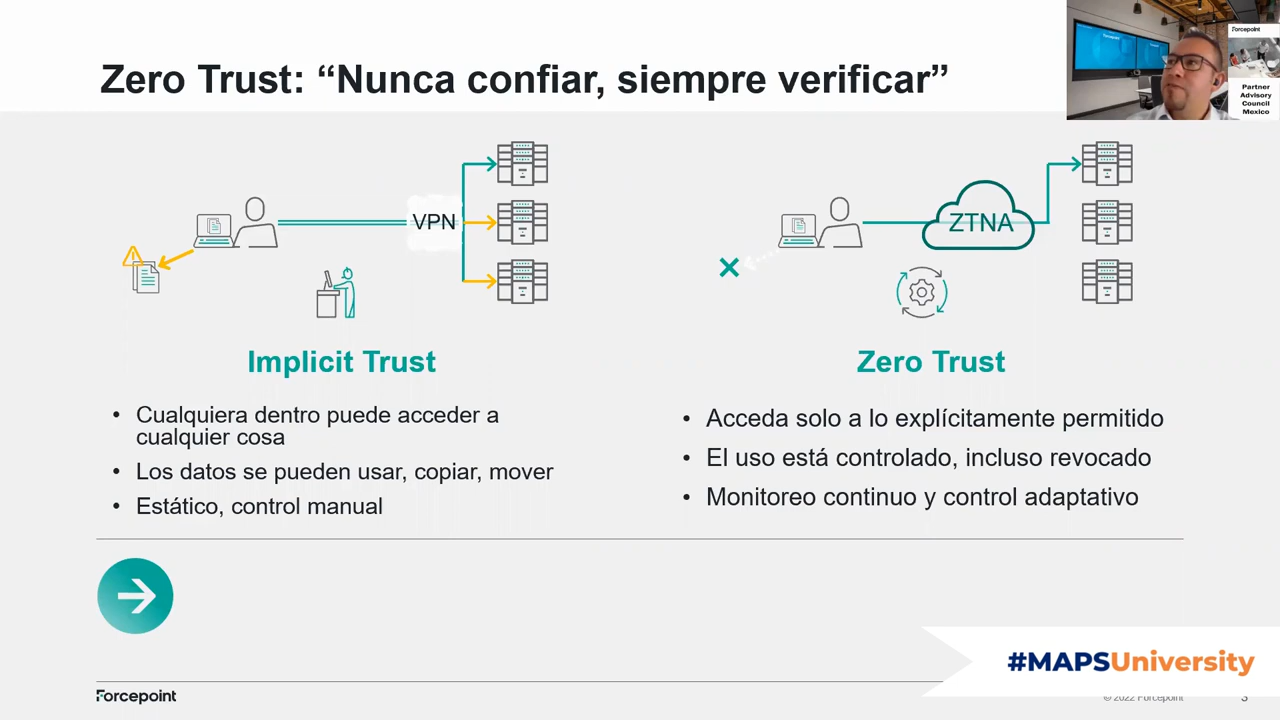 Zero Trust: “Nunca confiar, siempre verificar”
Forcepoint
Partner
Advisory
Council
Mexico
VPN
ZTNA
Implicit Trust
• Cualquiera dentro puede acceder a
cualquier cosa
• Los datos se pueden usar, copiar, mover
• Estático, control manual
Zero Trust
• Acceda solo a lo explícitamente permitido
• El uso está controlado, incluso revocado
• Monitoreo continuo y control adaptativo
#MAPSUniversity
Forcepoint
© 2022 Forcepoint
3